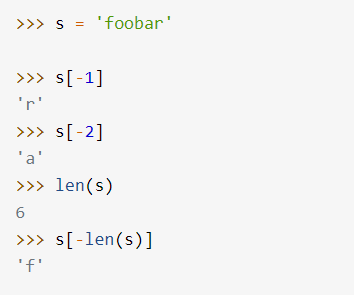 >>> s = 'foobar'
>>> s[-1]
'r'
>>> s[-2]
'a'
>>> len(s)
6
>>> s[-len(s)]
'f'